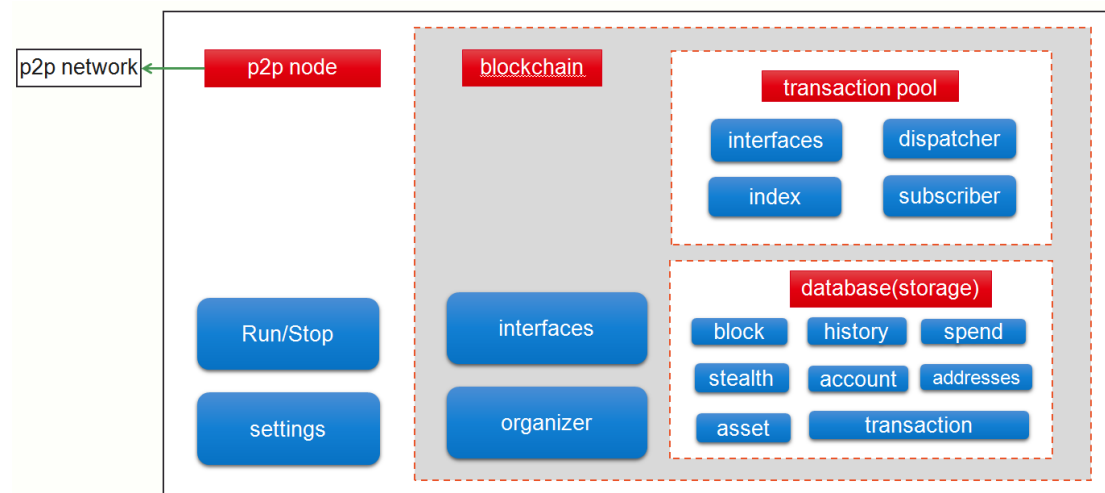 p2p network
p2p node
blockchain
transaction pool
interfaces
dispatcher
index
subscriber
Run/Stop
settings
interfaces
organizer
database(storage)
block
history
spend
stealth
account
addresses
asset
transaction